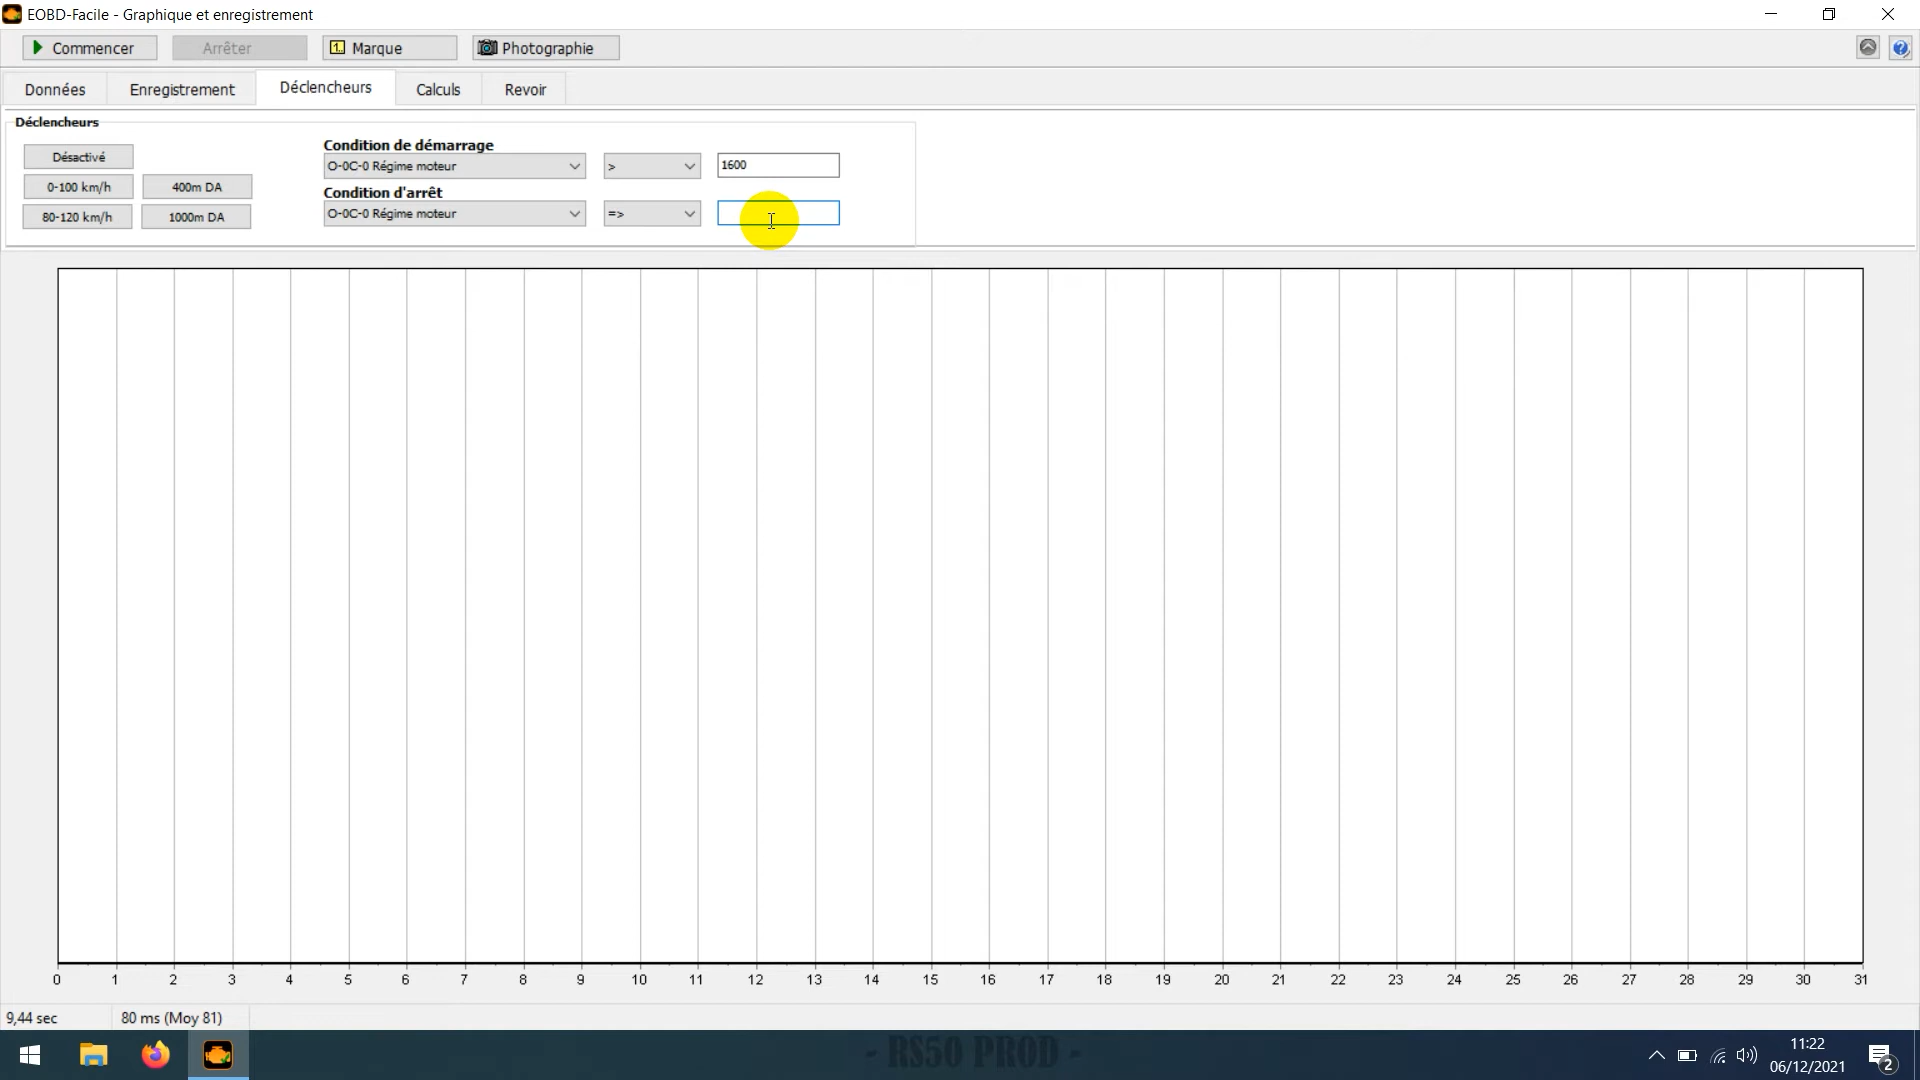 EOBD-Facile - Graphique et enregistrement
Commencer Arrêter Marque Photographie
Données Enregistrement Déclencheurs Calculs Revoir
Déclencheurs
Désactivé
0-100 km/h 400m DA
80-120 km/h 1000m DA
Condition de démarrage
O-0C-0 Régime moteur > 1600
Condition d'arrêt
O-0C-0 Régime moteur =>
0 1 2 3 4 5 6 7 8 9 10 11 12 13 14 15 16 17 18 19 20 21 22 23 24 25 26 27 28 29 30 31
9,44 sec 80 ms (Moy 81)
- RS50 PROD -
11:22
06/12/2021
2